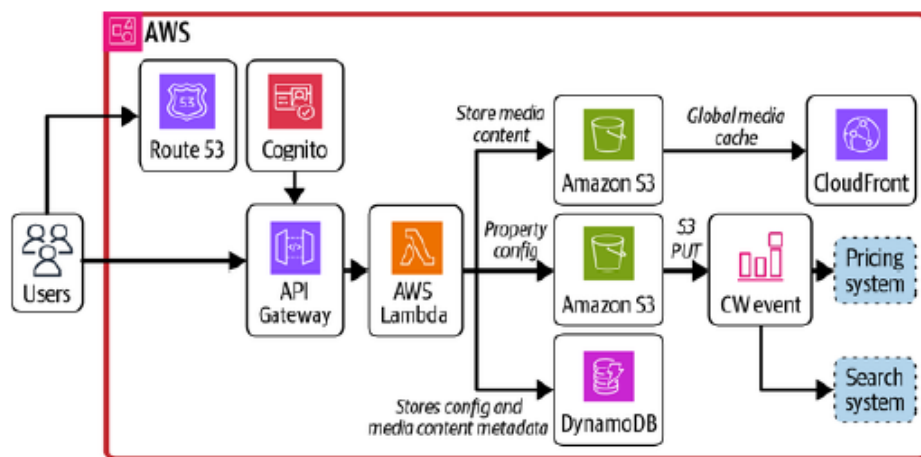 AWS
53
Route 53
Cognito
Store media
content
Amazon S3
Global media
cache
CloudFront
Users
API
Gateway
AWS
Lambda
Property
config
Amazon S3
S3
PUT
CW event
Pricing
system
Stores config and
media content metadata
DynamoDB
Search
system